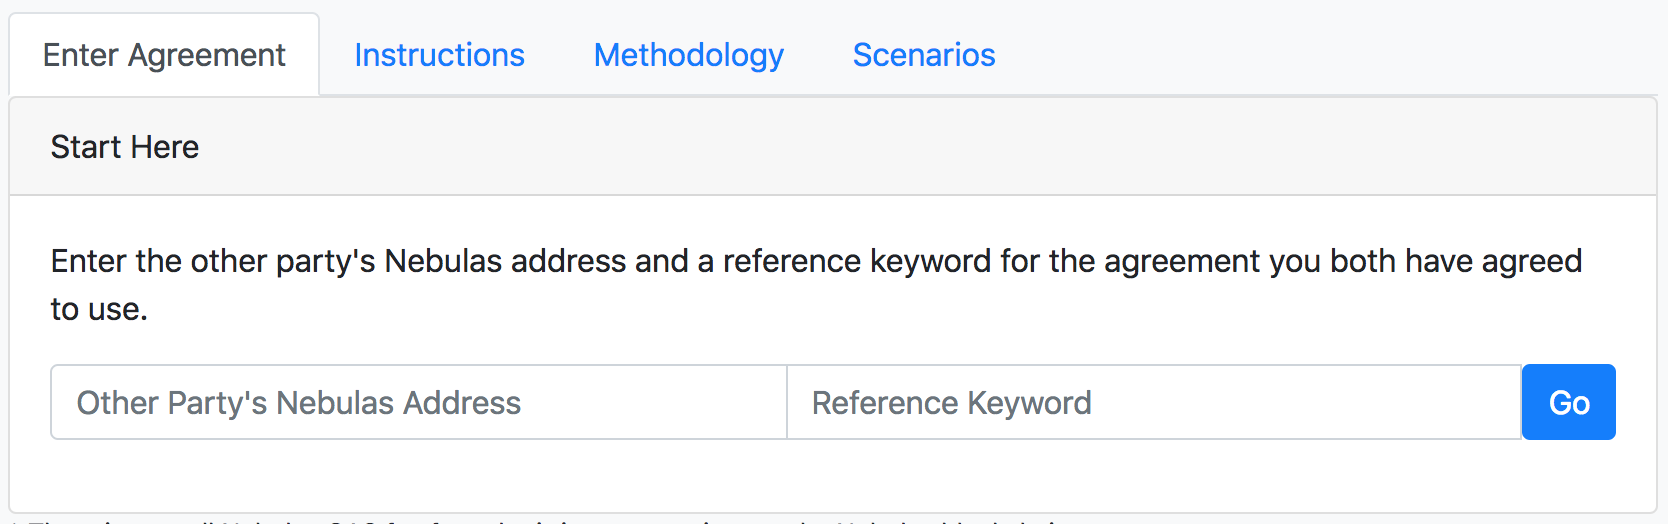 Enter Agreement Instructions Methodology Scenarios
Start Here
Enter the other party's Nebulas address and a reference keyword for the agreement you both have agreed
to use.
Other Party's Nebulas Address Reference Keyword Go